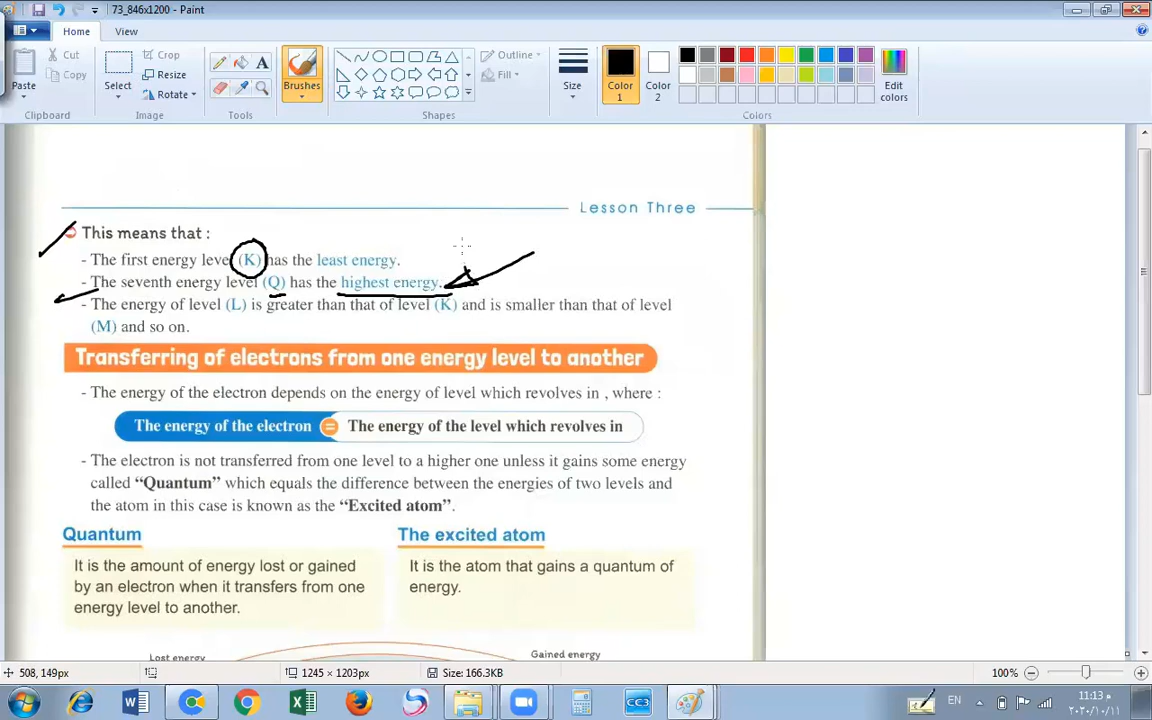 73_846x1200 - Paint
Home
View
Paste
Cut
Copy
Clipboard
Select
Crop
Resize
Rotate
Image
Tools
Brushes
Shapes
Outline
Fill
Size
Color 1
Color 2
Edit colors
Colors
Lesson Three
This means that :
- The first energy level (K) has the least energy.
- The seventh energy level (Q) has the highest energy.
- The energy of level (L) is greater than that of level (K) and is smaller than that of level
(M) and so on.
Transferring of electrons from one energy level to another
- The energy of the electron depends on the energy of level which revolves in , where :
The energy of the electron = The energy of the level which revolves in
- The electron is not transferred from one level to a higher one unless it gains some energy
called “Quantum” which equals the difference between the energies of two levels and
the atom in this case is known as the “Excited atom”.
Quantum
It is the amount of energy lost or gained
by an electron when it transfers from one
energy level to another.
The excited atom
It is the atom that gains a quantum of
energy.
Lost energy
Gained energy
508, 149px
1245 × 1203px
Size: 166.3KB
100%
CC3
EN
11:13 م
٢٠٢٠/١٠/١١